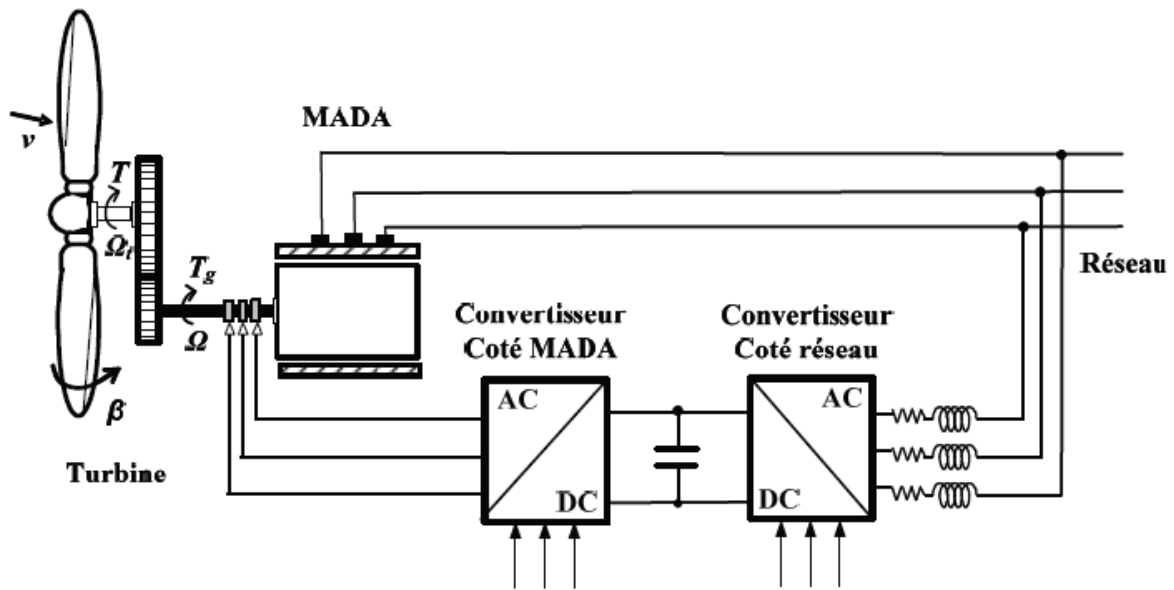 MADA
v
T
Ωt
Tg
Ω
β
Turbine
Réseau
Convertisseur
Coté MADA
Convertisseur
Coté réseau
AC
DC
AC
DC